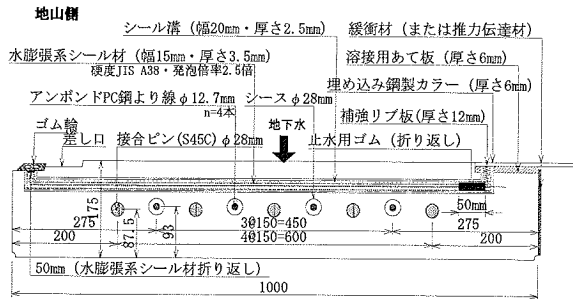 地山側
シール溝（幅20mm・厚さ2.5mm）
緩衝材（または推力伝達材）
水膨張系シール材（幅15mm・厚さ3.5mm）
硬度JIS A38・発泡倍率2.5倍
溶接用あて板（厚さ6mm）
埋め込み鋼製カラー（厚さ6mm）
アンボンドPC鋼より線φ12.7mm
n=4本
シースφ28mm
補強リブ板(厚さ12mm)
ゴム輪
差し口
接合ピン(S45C)φ28mm
地下水
止水用ゴム（折り返し）
175
87.5
93
50mm
275
3@150=450
275
200
4@150=600
200
50mm（水膨張系シール材折り返し）
1000